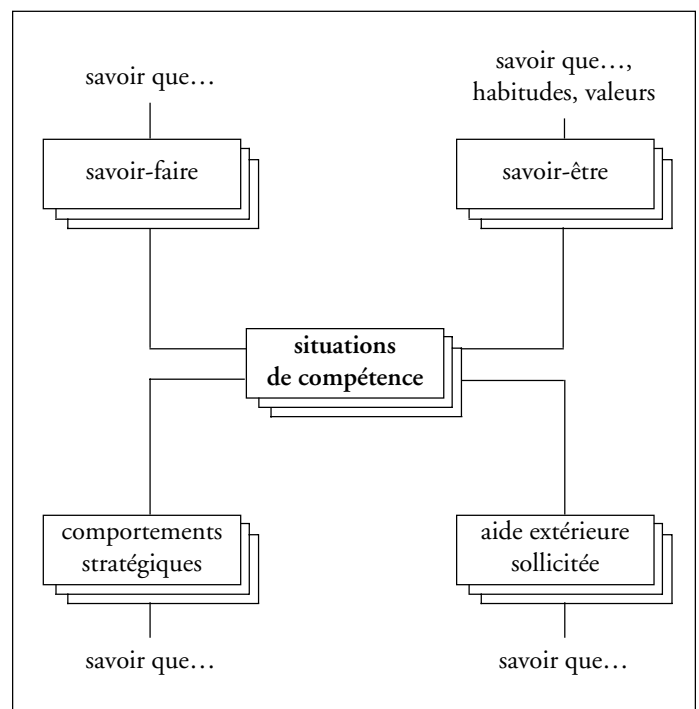 savoir que…
savoir que…,
habitudes, valeurs
savoir-faire
savoir-être
situations
de compétence
comportements
stratégiques
aide extérieure
sollicitée
savoir que…
savoir que…